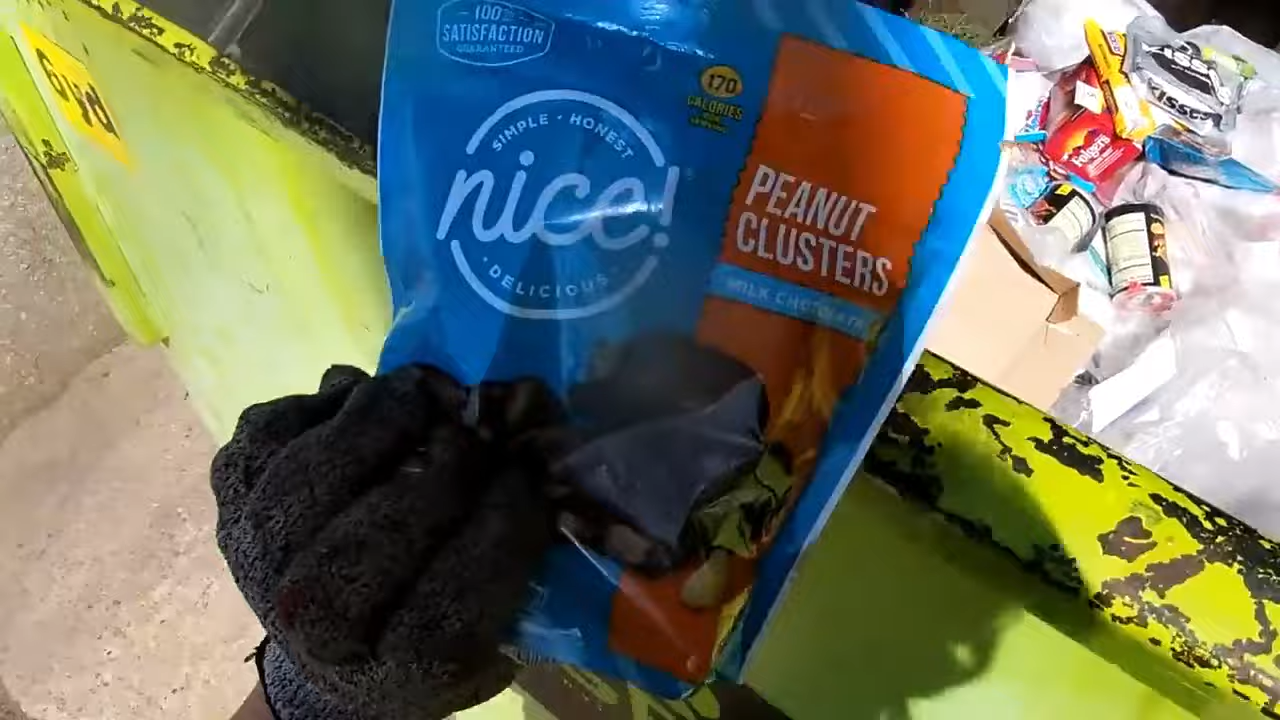 100%
SATISFACTION
GUARANTEED
170
CALORIES
SIMPLE · HONEST
nice!
· DELICIOUS ·
PEANUT
CLUSTERS
MILK CHOCOLATE
Folgers
KISSES